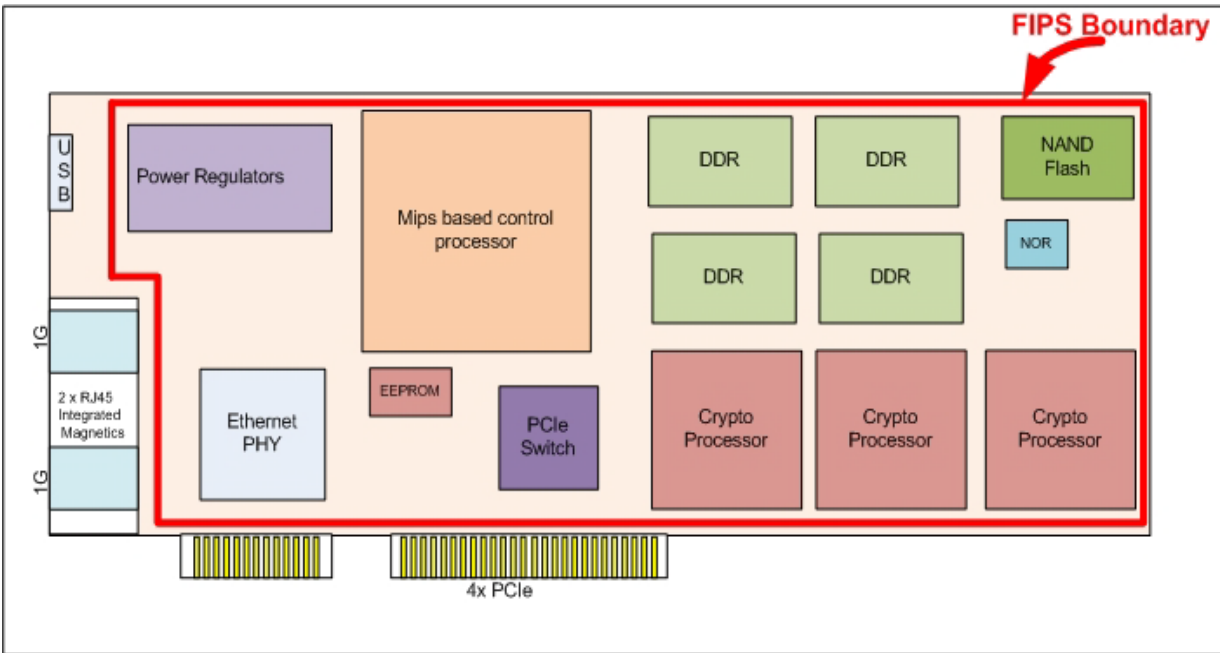 FIPS Boundary
USB
Power Regulators
Mips based control
processor
DDR
DDR
NAND
Flash
NOR
DDR
DDR
1G
2 x RJ45
Integrated
Magnetics
1G
Ethernet
PHY
EEPROM
PCIe
Switch
Crypto
Processor
Crypto
Processor
Crypto
Processor
4x PCIe